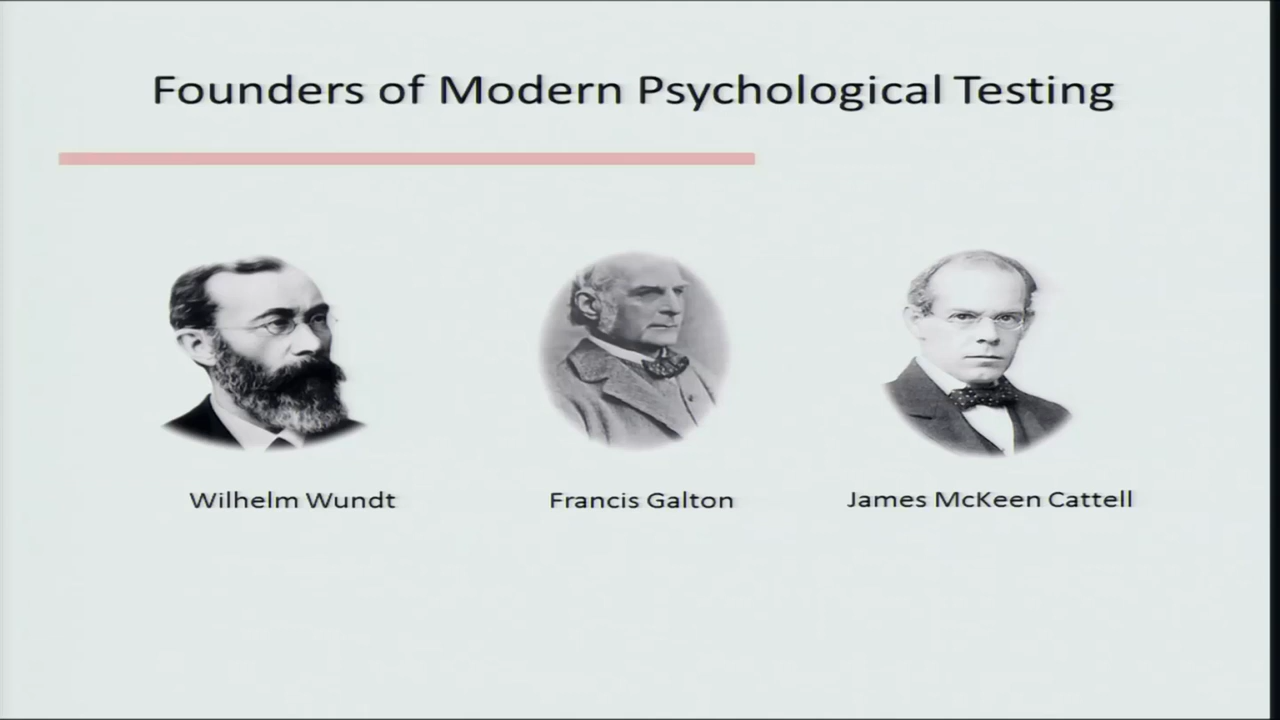 Founders of Modern Psychological Testing
Wilhelm Wundt
Francis Galton
James McKeen Cattell